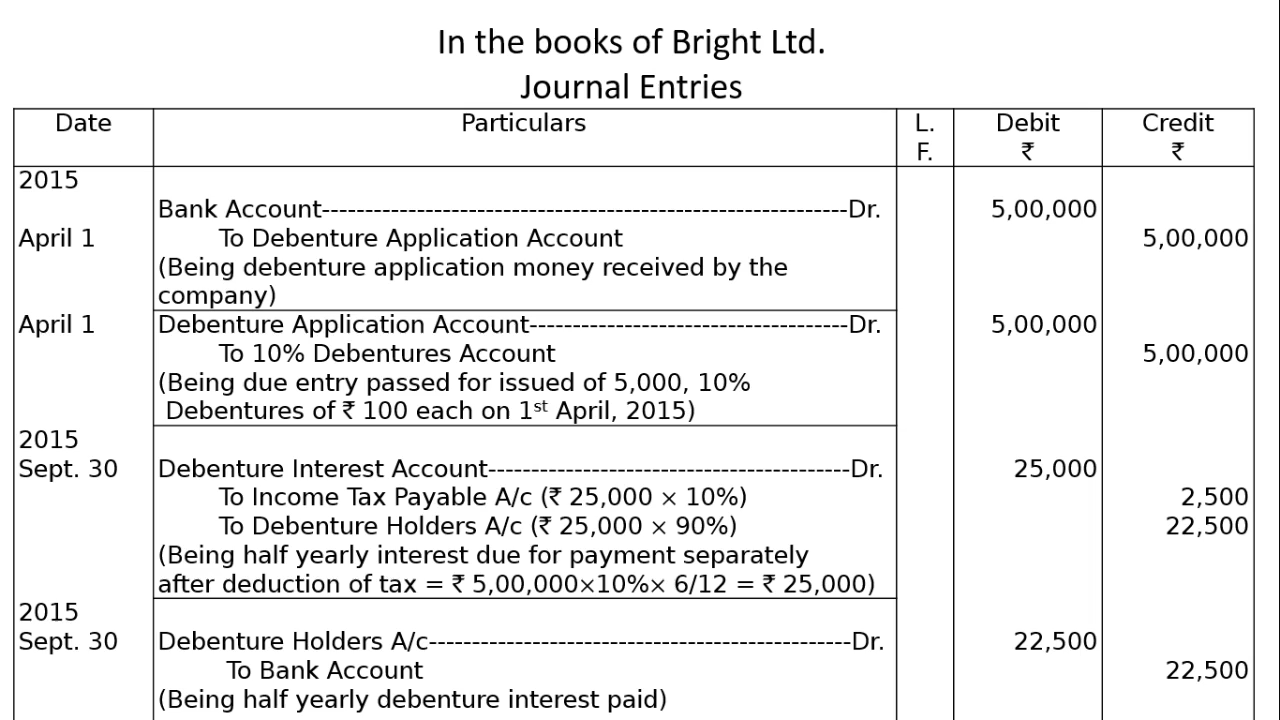 In the books of Bright Ltd.
Journal Entries
Date Particulars L. F. Debit ₹ Credit ₹
2015
Bank Account-------------------------------------------------------------Dr. 5,00,000
April 1 To Debenture Application Account 5,00,000
(Being debenture application money received by the
company)
April 1 Debenture Application Account-------------------------------------Dr. 5,00,000
To 10% Debentures Account 5,00,000
(Being due entry passed for issued of 5,000, 10%
Debentures of ₹ 100 each on 1st April, 2015)
2015
Sept. 30 Debenture Interest Account------------------------------------------Dr. 25,000
To Income Tax Payable A/c (₹ 25,000 × 10%) 2,500
To Debenture Holders A/c (₹ 25,000 × 90%) 22,500
(Being half yearly interest due for payment separately
after deduction of tax = ₹ 5,00,000×10%× 6/12 = ₹ 25,000)
2015
Sept. 30 Debenture Holders A/c-------------------------------------------------Dr. 22,500
To Bank Account 22,500
(Being half yearly debenture interest paid)